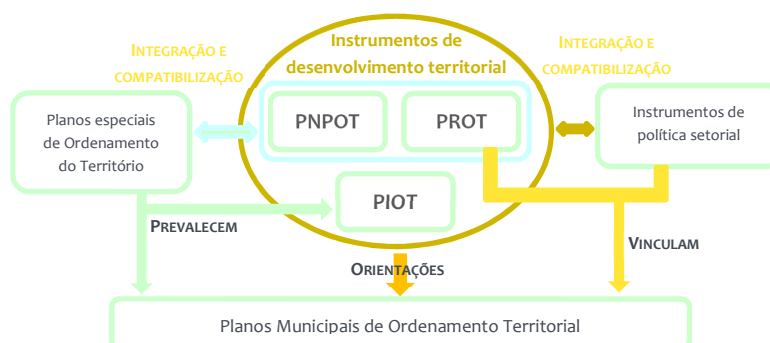 Instrumentos de
desenvolvimento territorial
INTEGRAÇÃO E
COMPATIBILIZAÇÃO
INTEGRAÇÃO E
COMPATIBILIZAÇÃO
Planos especiais
de Ordenamento
do Território
PNPOT
PROT
Instrumentos de
política setorial
PIOT
PREVALECEM
VINCULAM
ORIENTAÇÕES
Planos Municipais de Ordenamento Territorial